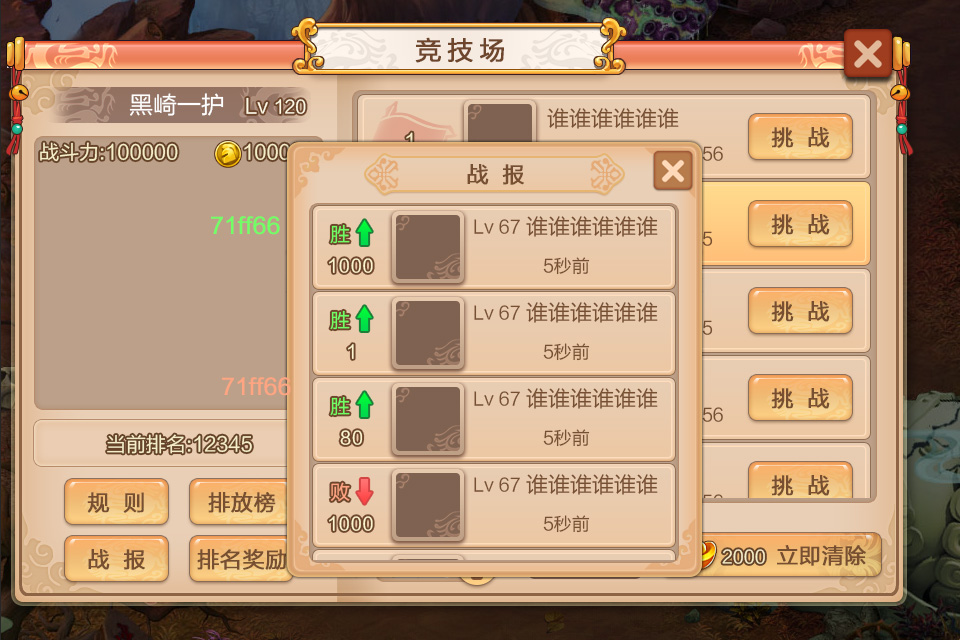 竞技场
黑崎一护 Lv 120
战斗力:100000 1000
71ff66
71ff66
当前排名:12345
规则 排放榜
战报 排名奖励
1 谁谁谁谁谁谁
56 挑战
5 挑战
5 挑战
56 挑战
挑战
2000 立即清除
战报
胜 Lv 67 谁谁谁谁谁谁
1000 5秒前
胜 Lv 67 谁谁谁谁谁谁
1 5秒前
胜 Lv 67 谁谁谁谁谁谁
80 5秒前
败 Lv 67 谁谁谁谁谁谁
1000 5秒前